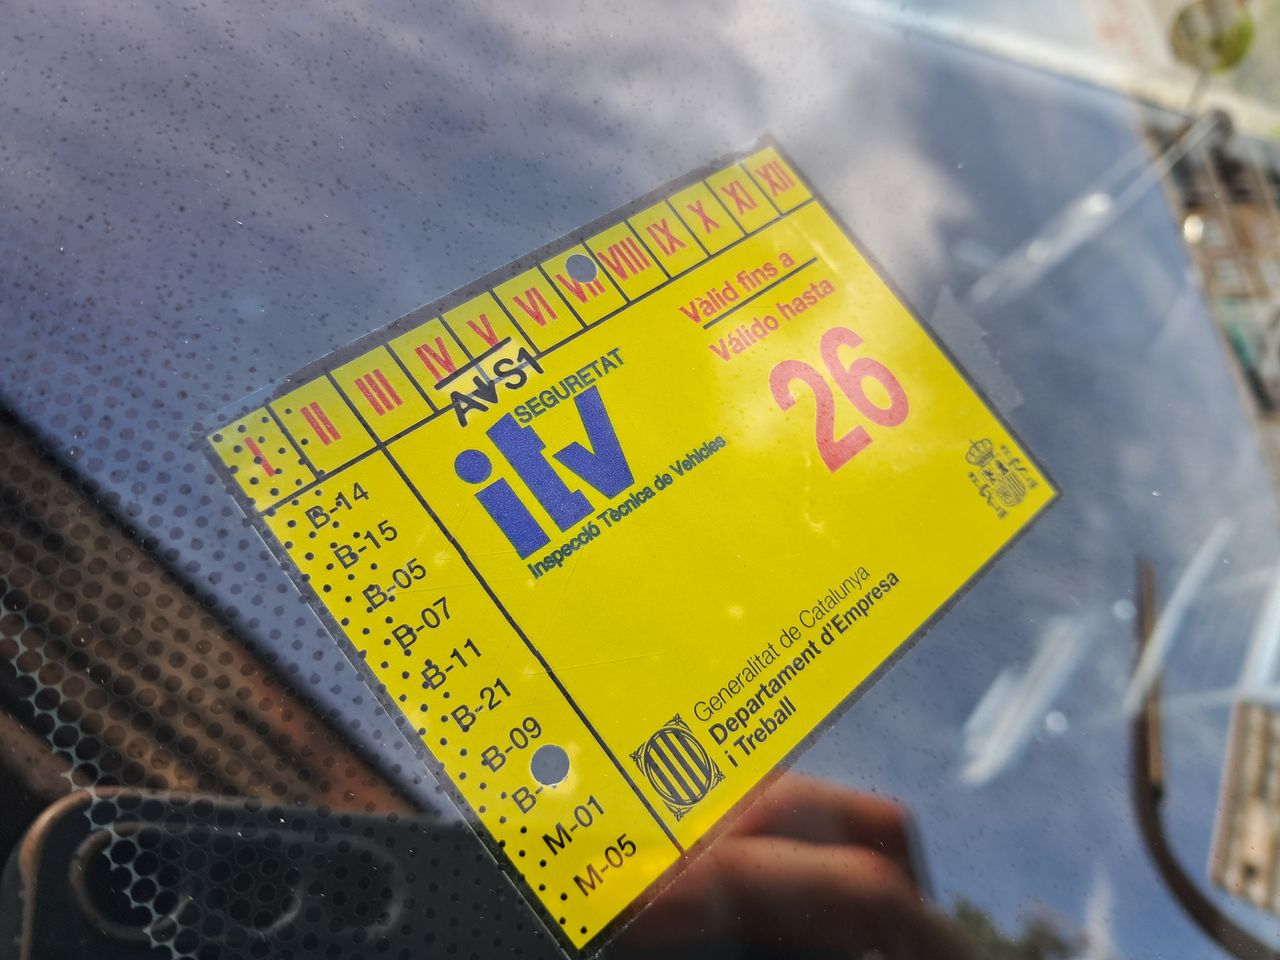 I II III IV V VI VII VIII IX X XI XII
AVS1
SEGURETAT
itv
Inspecció Tècnica de Vehicles
Vàlid fins a
Válido hasta
26
B-14
B-15
B-05
B-07
B-11
B-21
B-09
B-
M-01
M-05
Generalitat de Catalunya
Departament d'Empresa
i Treball